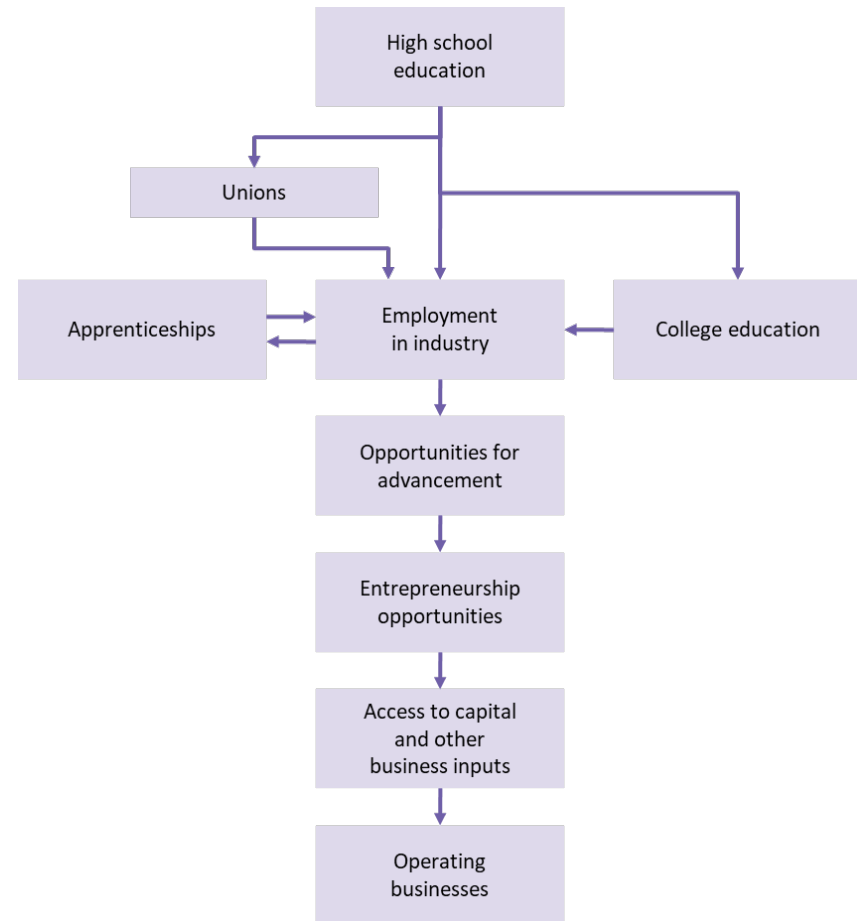 High school
education
Unions
Apprenticeships
Employment
in industry
College education
Opportunities for
advancement
Entrepreneurship
opportunities
Access to capital
and other
business inputs
Operating
businesses